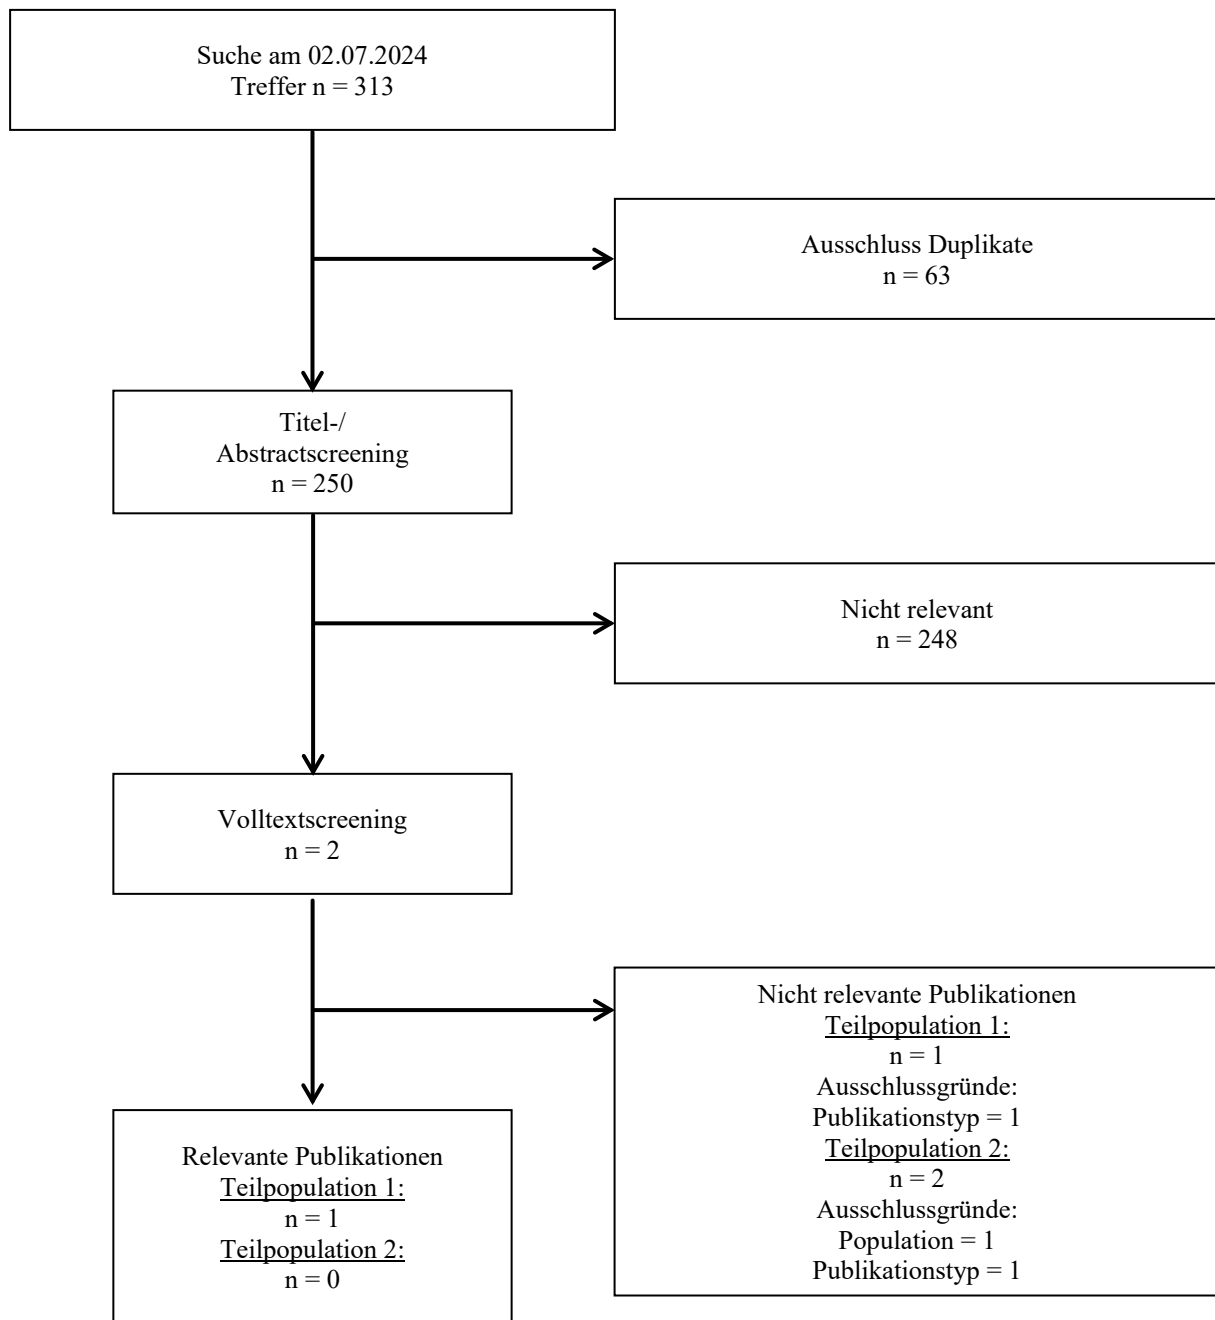 Suche am 02.07.2024
Treffer n = 313
Ausschluss Duplikate
n = 63
Titel-/
Abstractscreening
n = 250
Nicht relevant
n = 248
Volltextscreening
n = 2
Nicht relevante Publikationen
Teilpopulation 1:
n = 1
Ausschlussgründe:
Publikationstyp = 1
Teilpopulation 2:
n = 2
Ausschlussgründe:
Population = 1
Publikationstyp = 1
Relevante Publikationen
Teilpopulation 1:
n = 1
Teilpopulation 2:
n = 0